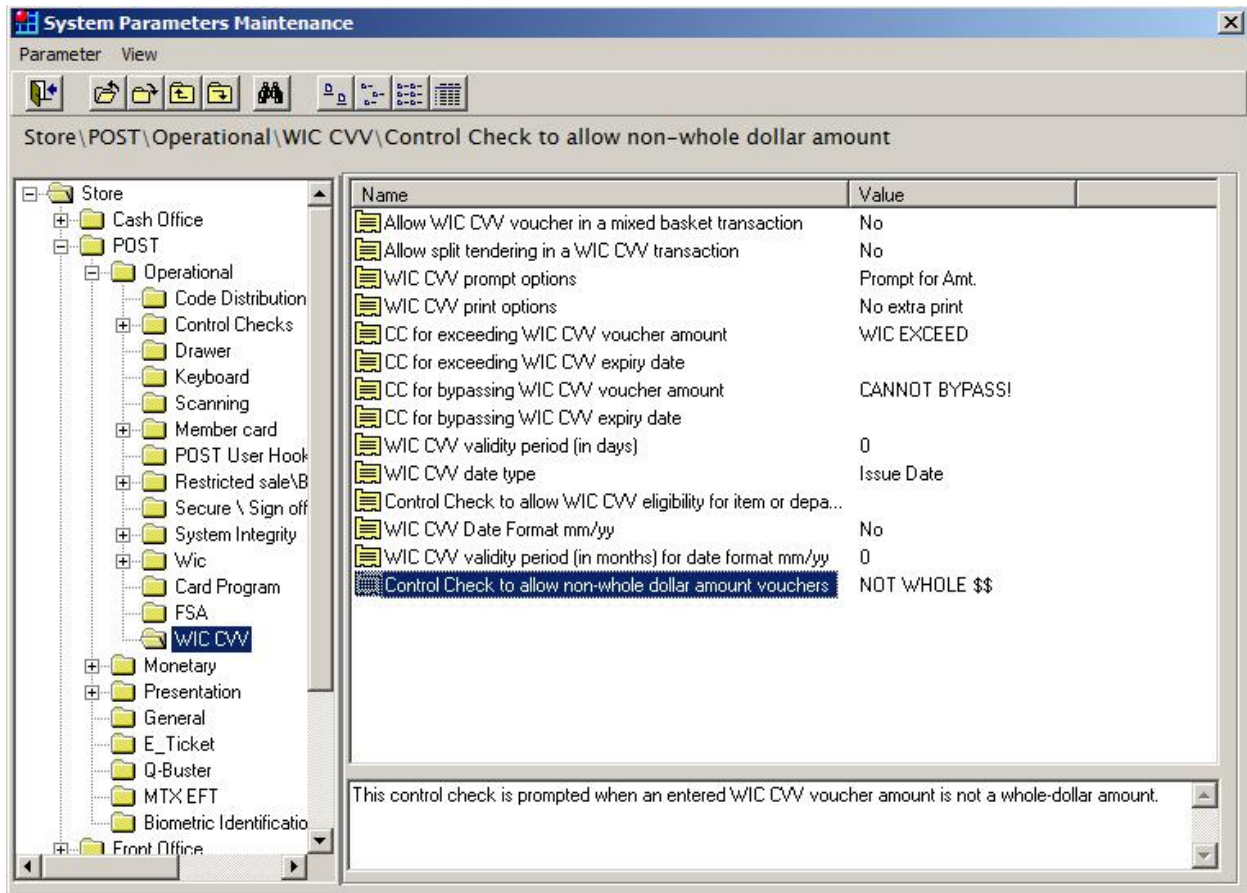 System Parameters Maintenance
Parameter View
Store\POST\Operational\WIC CVV\Control Check to allow non-whole dollar amount
Store
Cash Office
POST
Operational
Code Distribution
Control Checks
Drawer
Keyboard
Scanning
Member card
POST User Hook
Restricted sale\B
Secure \ Sign off
System Integrity
Wic
Card Program
FSA
WIC CVV
Monetary
Presentation
General
E_Ticket
Q-Buster
MTX EFT
Biometric Identificatio
Front Office
Name Value
Allow WIC CVV voucher in a mixed basket transaction No
Allow split tendering in a WIC CVV transaction No
WIC CVV prompt options Prompt for Amt.
WIC CVV print options No extra print
CC for exceeding WIC CVV voucher amount WIC EXCEED
CC for exceeding WIC CVV expiry date
CC for bypassing WIC CVV voucher amount CANNOT BYPASS!
CC for bypassing WIC CVV expiry date
WIC CVV validity period (in days) 0
WIC CVV date type Issue Date
Control Check to allow WIC CVV eligibility for item or depa...
WIC CVV Date Format mm/yy No
WIC CVV validity period (in months) for date format mm/yy 0
Control Check to allow non-whole dollar amount vouchers NOT WHOLE $$
This control check is prompted when an entered WIC CVV voucher amount is not a whole-dollar amount.